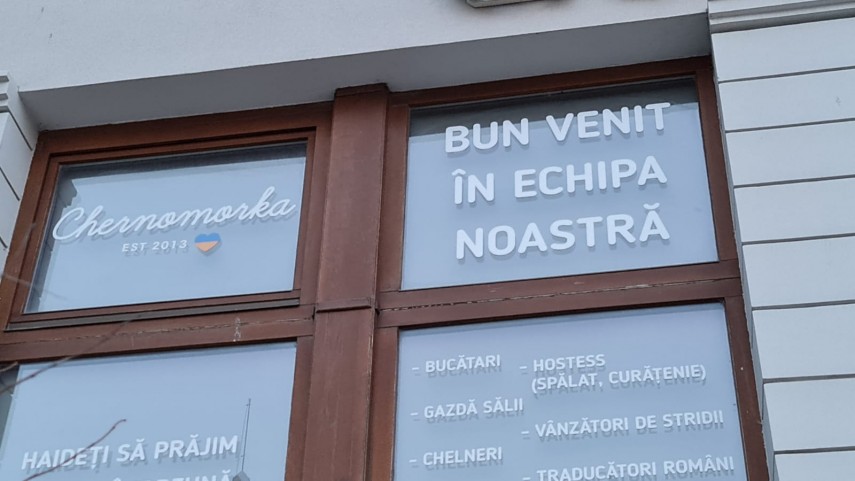 Chernomorka
EST 2013
BUN VENIT
ÎN ECHIPA
NOASTRĂ
HAIDEȚI SĂ PRĂJIM
- BUCĂTARI
- GAZDĂ SĂLII
- CHELNERI
- HOSTESS
(SPĂLAT, CURĂȚENIE)
- VÂNZĂTORI DE STRIDII
- TRADUCĂTORI ROMÂNI